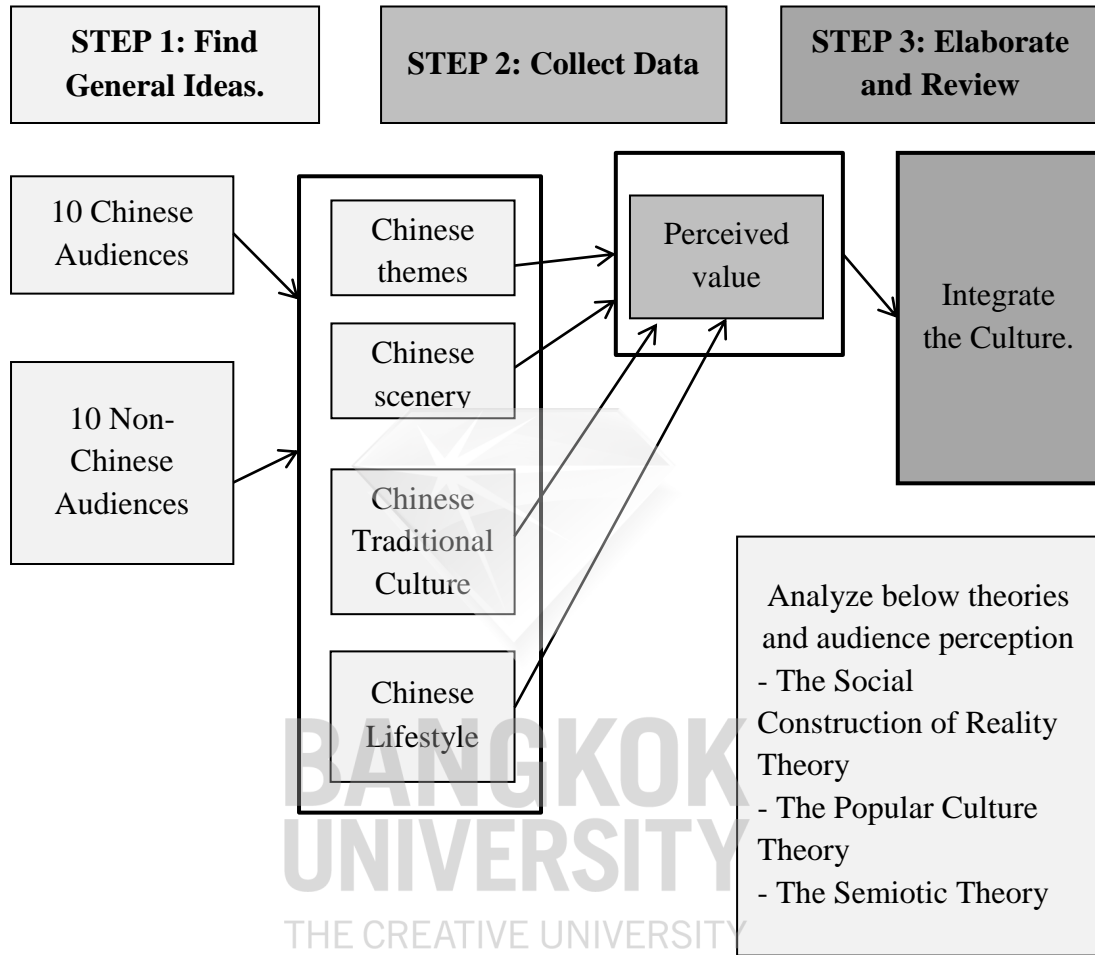 STEP 1: Find
General Ideas.
STEP 2: Collect Data
STEP 3: Elaborate
and Review
10 Chinese
Audiences
10 Non-
Chinese
Audiences
Chinese
themes
Chinese
scenery
Chinese
Traditional
Culture
Chinese
Lifestyle
Perceived
value
Integrate
the Culture.
Analyze below theories
and audience perception
- The Social
Construction of Reality
Theory
- The Popular Culture
Theory
- The Semiotic Theory
BANGKOK
UNIVERSITY
THE CREATIVE UNIVERSITY